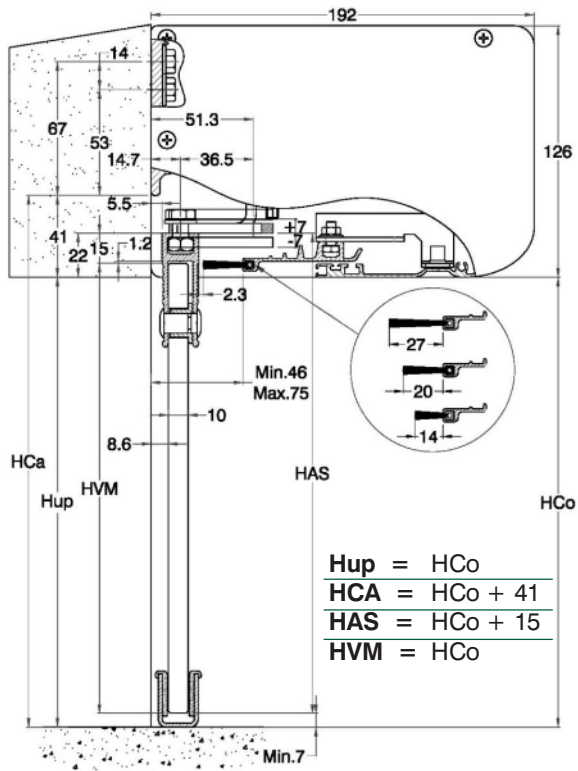 192
14
67
53
51.3
14.7
36.5
126
5.5
41
+7
-7
1.2
15
22
2.3
27
Min.46
Max.75
20
10
14
8.6
HCa
Hup
HVM
HAS
HCo
Hup = HCo
HCA = HCo + 41
HAS = HCo + 15
HVM = HCo
Min.7